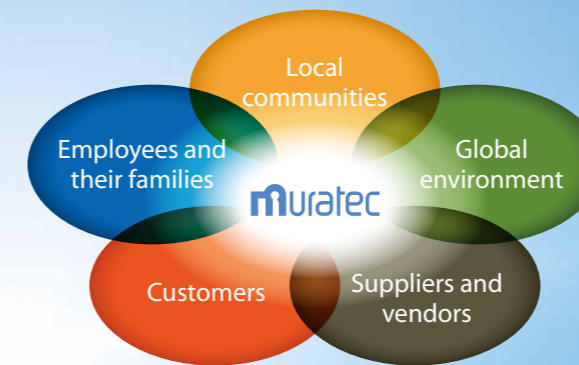 Local
communities
Employees and
their families
Global
environment
muratec
Customers
Suppliers and
vendors